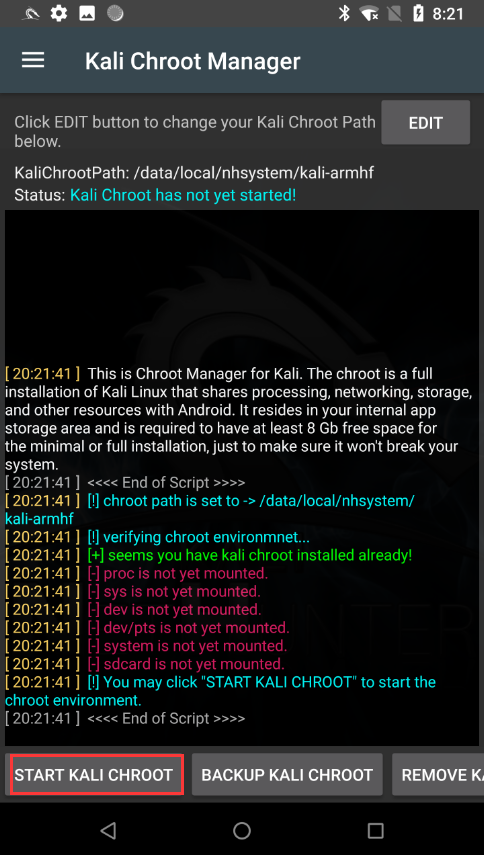 8:21
Kali Chroot Manager
Click EDIT button to change your Kali Chroot Path
below.
EDIT
KaliChrootPath: /data/local/nhsystem/kali-armhf
Status: Kali Chroot has not yet started!
[ 20:21:41 ] This is Chroot Manager for Kali. The chroot is a full
installation of Kali Linux that shares processing, networking, storage,
and other resources with Android. It resides in your internal app
storage area and is required to have at least 8 Gb free space for
the minimal or full installation, just to make sure it won't break your
system.
[ 20:21:41 ] <<<< End of Script >>>>
[ 20:21:41 ] [!] chroot path is set to -> /data/local/nhsystem/
kali-armhf
[ 20:21:41 ] [!] verifying chroot environmnet...
[ 20:21:41 ] [+] seems you have kali chroot installed already!
[ 20:21:41 ] [-] proc is not yet mounted.
[ 20:21:41 ] [-] sys is not yet mounted.
[ 20:21:41 ] [-] dev is not yet mounted.
[ 20:21:41 ] [-] dev/pts is not yet mounted.
[ 20:21:41 ] [-] system is not yet mounted.
[ 20:21:41 ] [-] sdcard is not yet mounted.
[ 20:21:41 ] [!] You may click "START KALI CHROOT" to start the
chroot environment.
[ 20:21:41 ] <<<< End of Script >>>>
START KALI CHROOT
BACKUP KALI CHROOT
REMOVE KA